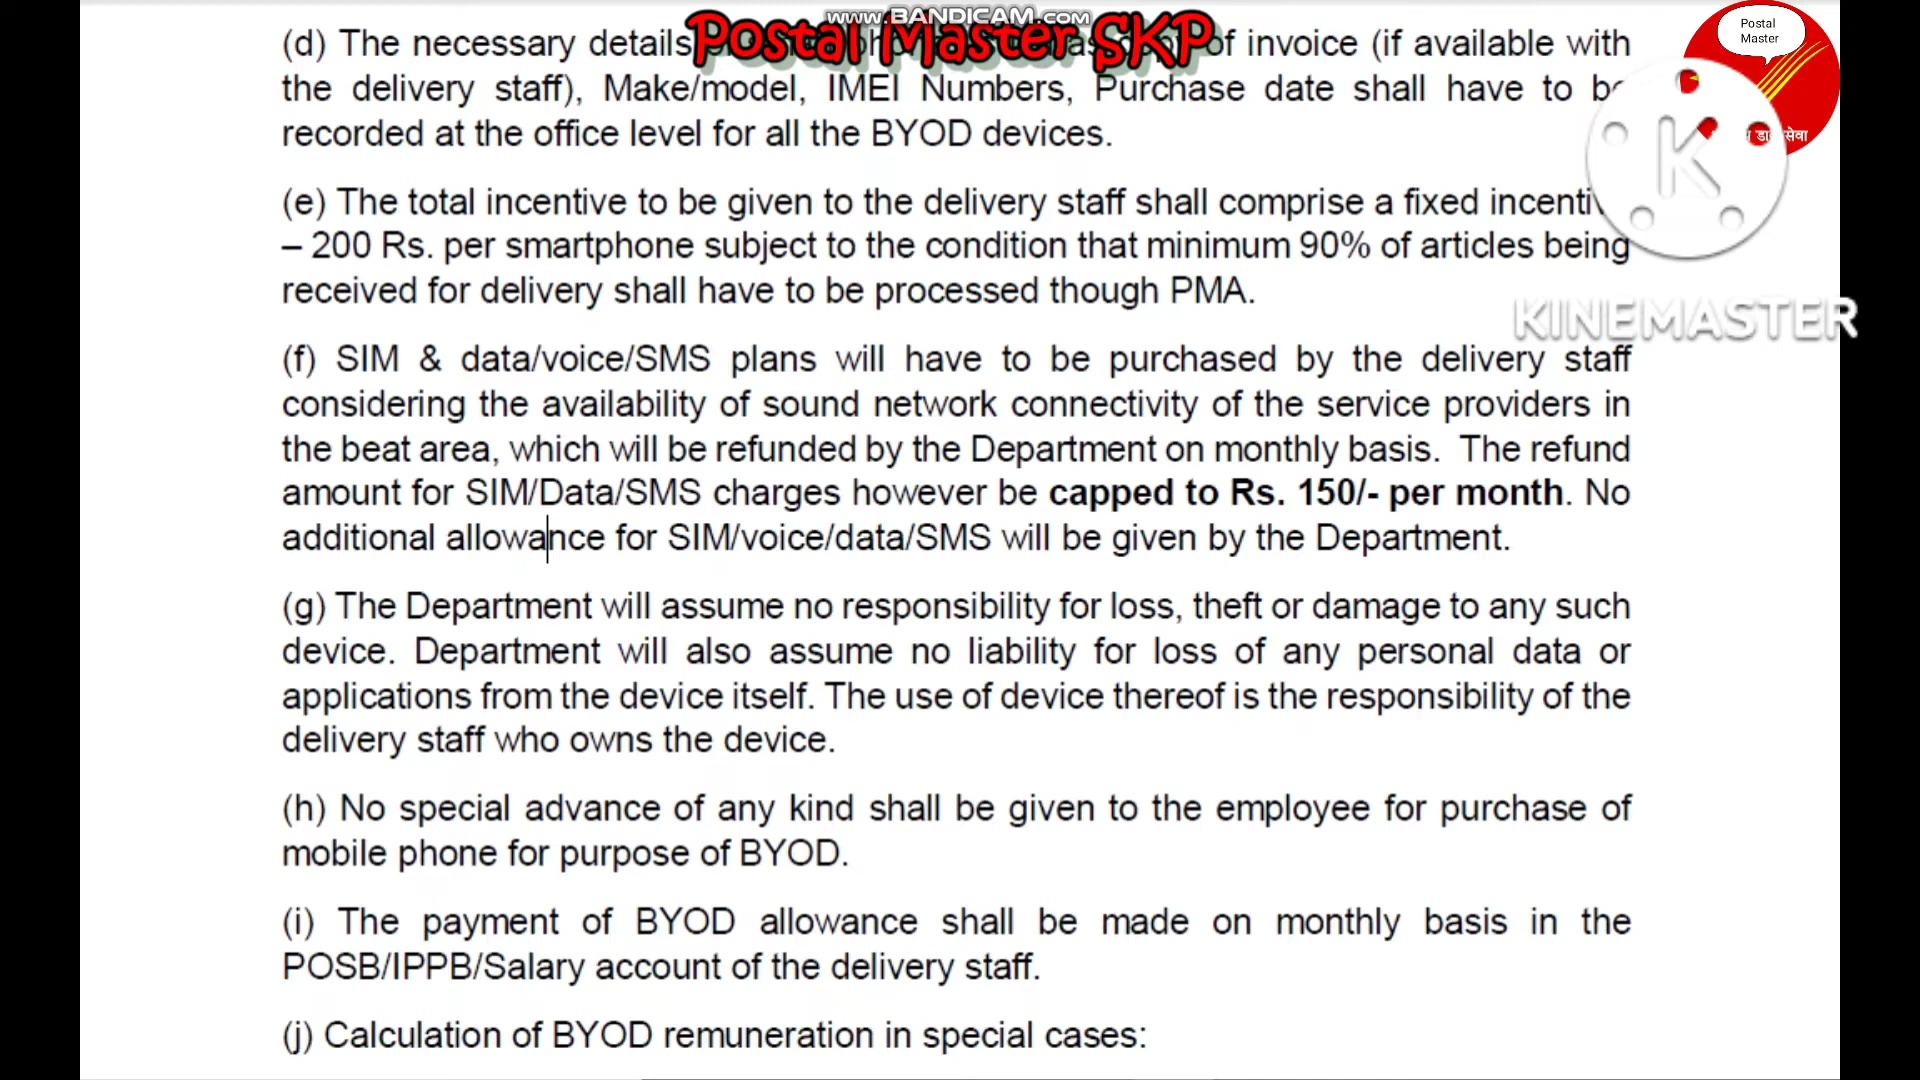 www.BANDICAM.com
Postal Master SKP
Postal
Master
डा सेवा
K
KINEMASTER
(d) The necessary details of invoice (if available with
the delivery staff), Make/model, IMEI Numbers, Purchase date shall have to be
recorded at the office level for all the BYOD devices.
(e) The total incentive to be given to the delivery staff shall comprise a fixed incentive
– 200 Rs. per smartphone subject to the condition that minimum 90% of articles being
received for delivery shall have to be processed though PMA.
(f) SIM & data/voice/SMS plans will have to be purchased by the delivery staff
considering the availability of sound network connectivity of the service providers in
the beat area, which will be refunded by the Department on monthly basis. The refund
amount for SIM/Data/SMS charges however be capped to Rs. 150/- per month. No
additional allowance for SIM/voice/data/SMS will be given by the Department.
(g) The Department will assume no responsibility for loss, theft or damage to any such
device. Department will also assume no liability for loss of any personal data or
applications from the device itself. The use of device thereof is the responsibility of the
delivery staff who owns the device.
(h) No special advance of any kind shall be given to the employee for purchase of
mobile phone for purpose of BYOD.
(i) The payment of BYOD allowance shall be made on monthly basis in the
POSB/IPPB/Salary account of the delivery staff.
(j) Calculation of BYOD remuneration in special cases: